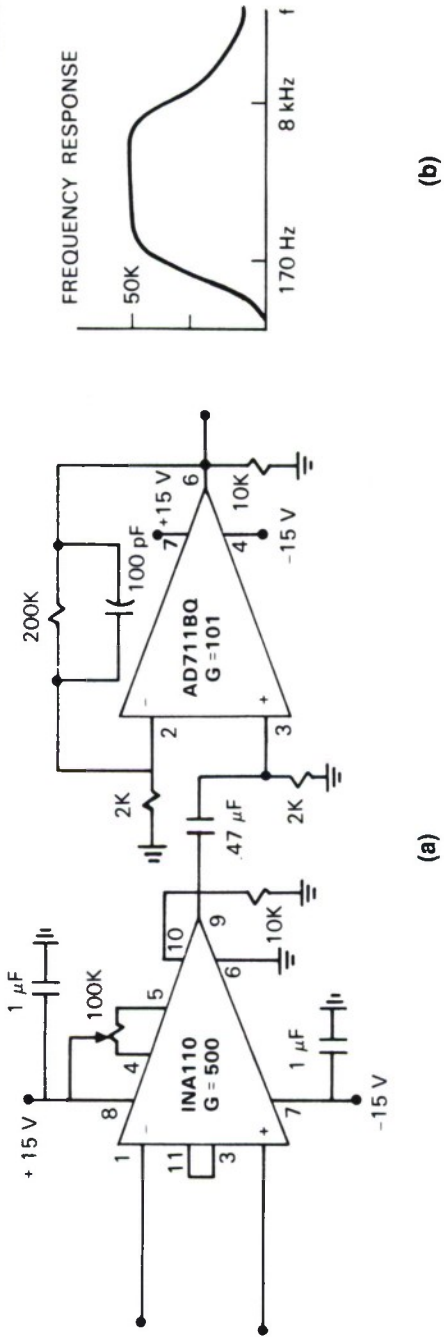 + 15 V
1 µF
100K
8
4
5
1
11
3
INA110
G = 500
–
+
10
9
6
7
10K
1 µF
–15 V
.47 µF
2K
2K
200K
100 pF
2
3
–
+
AD711BQ
G = 101
7
+15 V
6
4
–15 V
10K
(a)
FREQUENCY RESPONSE
50K
170 Hz
8 kHz
f
(b)